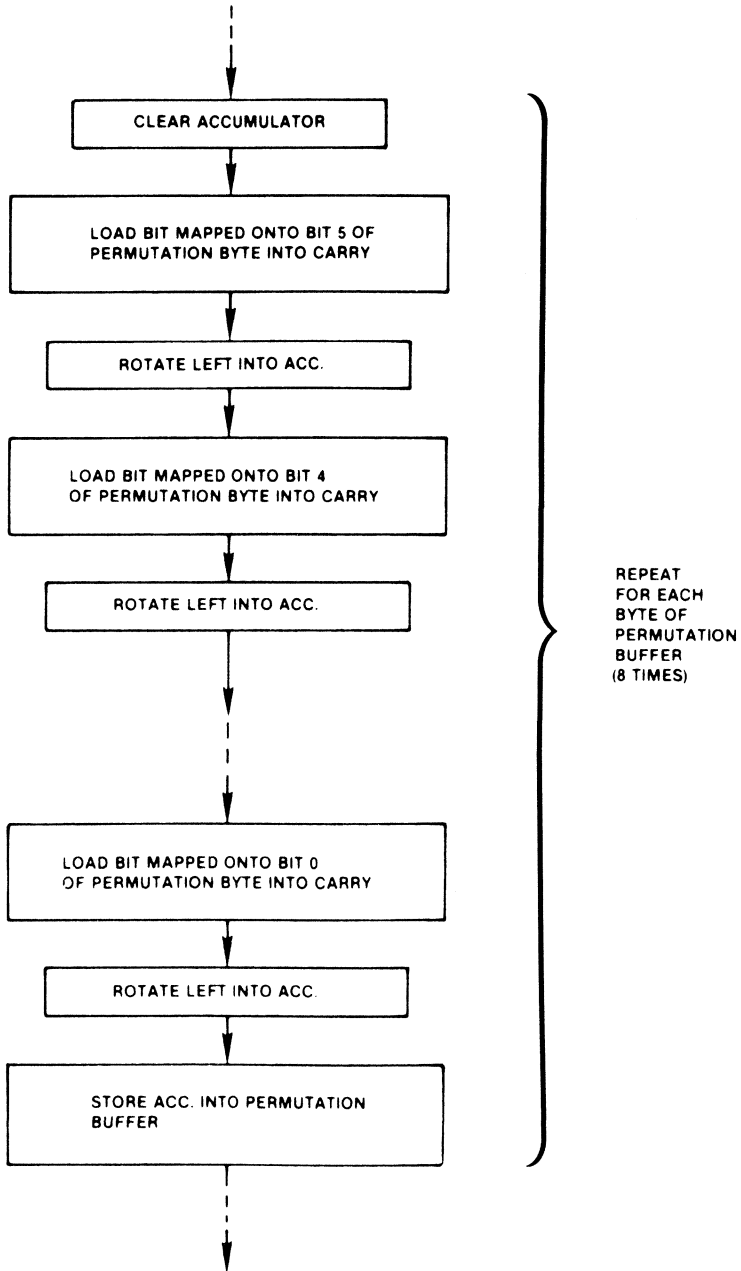 CLEAR ACCUMULATOR
LOAD BIT MAPPED ONTO BIT 5 OF
PERMUTATION BYTE INTO CARRY
ROTATE LEFT INTO ACC.
LOAD BIT MAPPED ONTO BIT 4
OF PERMUTATION BYTE INTO CARRY
ROTATE LEFT INTO ACC.
REPEAT
FOR EACH
BYTE OF
PERMUTATION
BUFFER
(8 TIMES)
LOAD BIT MAPPED ONTO BIT 0
OF PERMUTATION BYTE INTO CARRY
ROTATE LEFT INTO ACC.
STORE ACC. INTO PERMUTATION
BUFFER